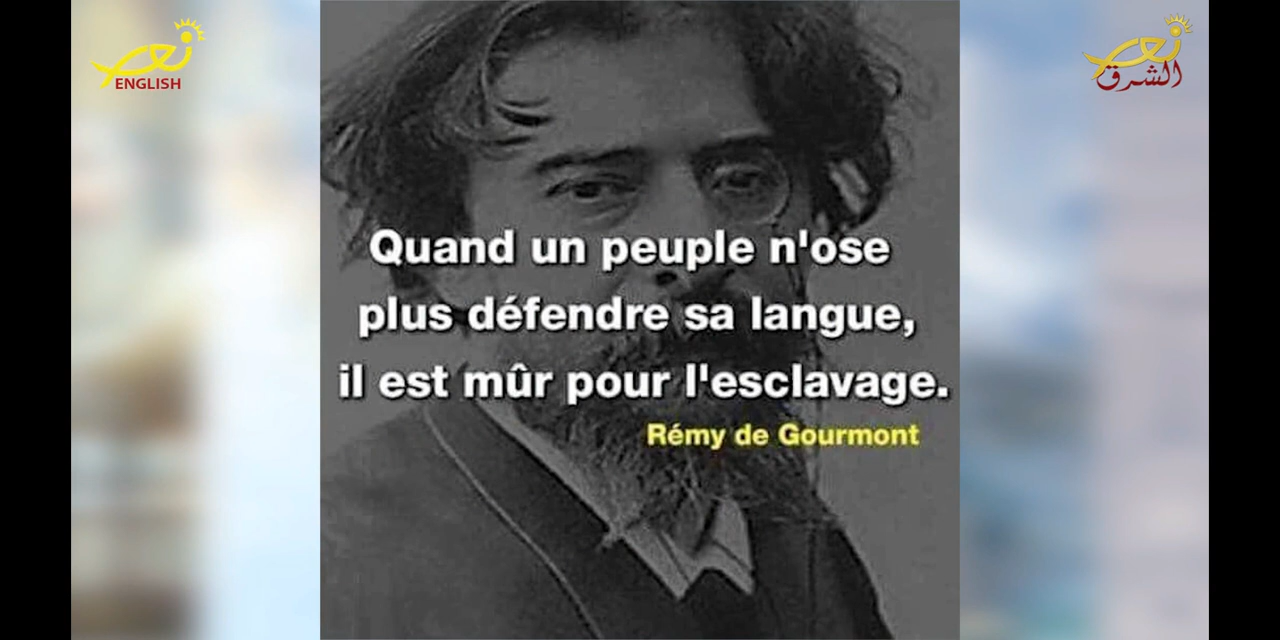 ENGLISH
الشرق
Quand un peuple n'ose
plus défendre sa langue,
il est mûr pour l'esclavage.
Rémy de Gourmont